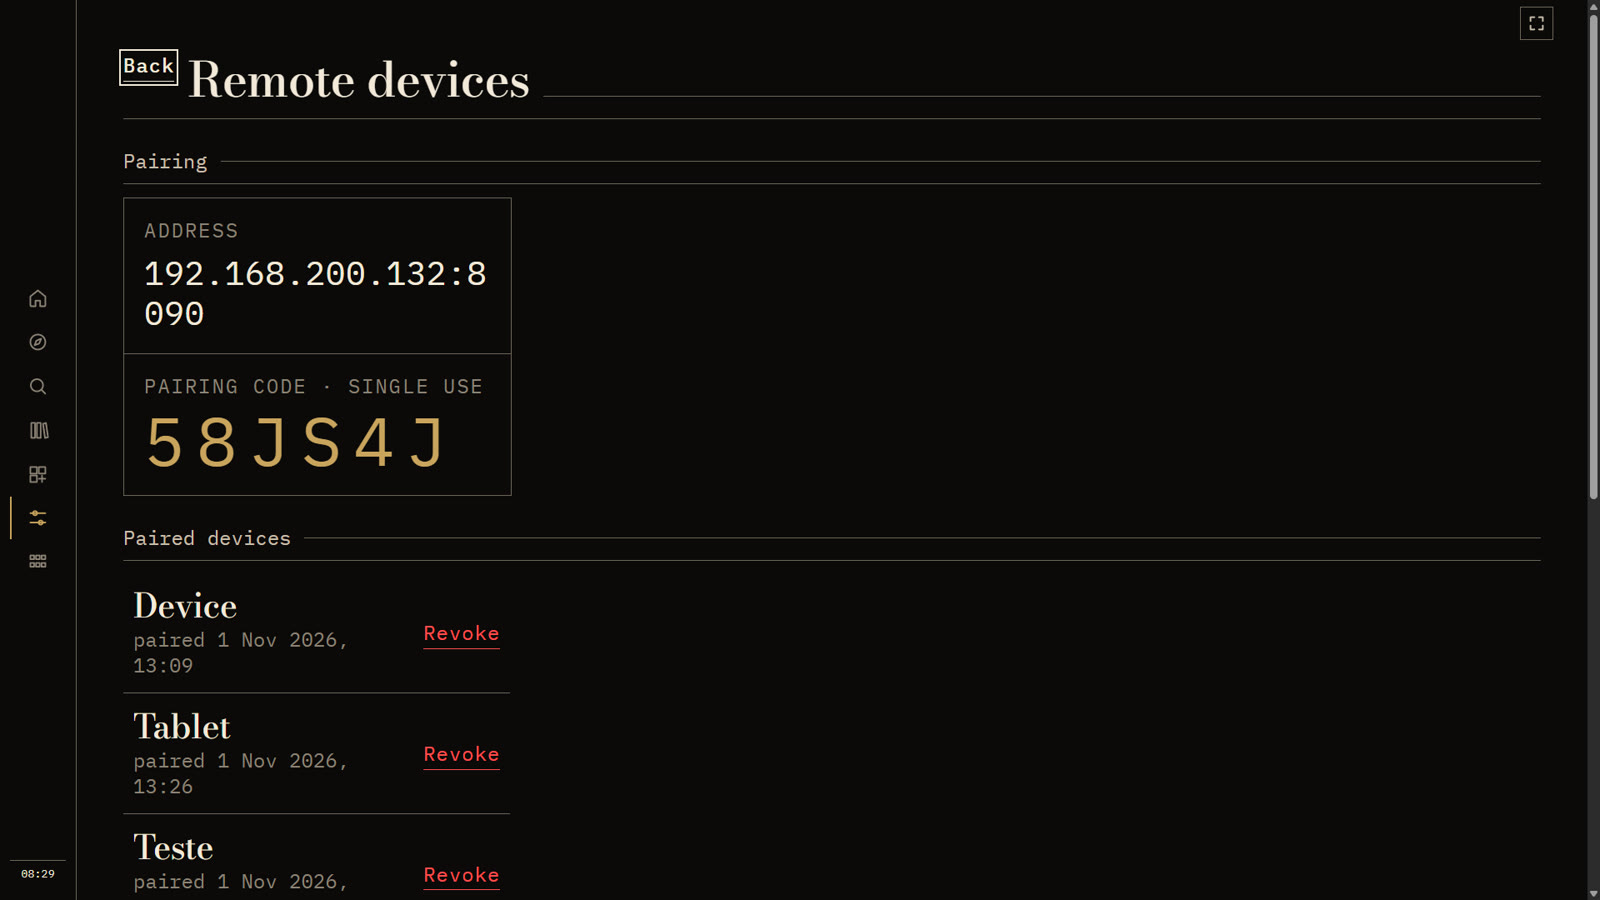 Back
Remote devices
Pairing
ADDRESS
192.168.200.132:8
090
PAIRING CODE · SINGLE USE
58JS4J
Paired devices
Device
paired 1 Nov 2026,
13:09
Revoke
Tablet
paired 1 Nov 2026,
13:26
Revoke
Teste
paired 1 Nov 2026,
Revoke
08:29